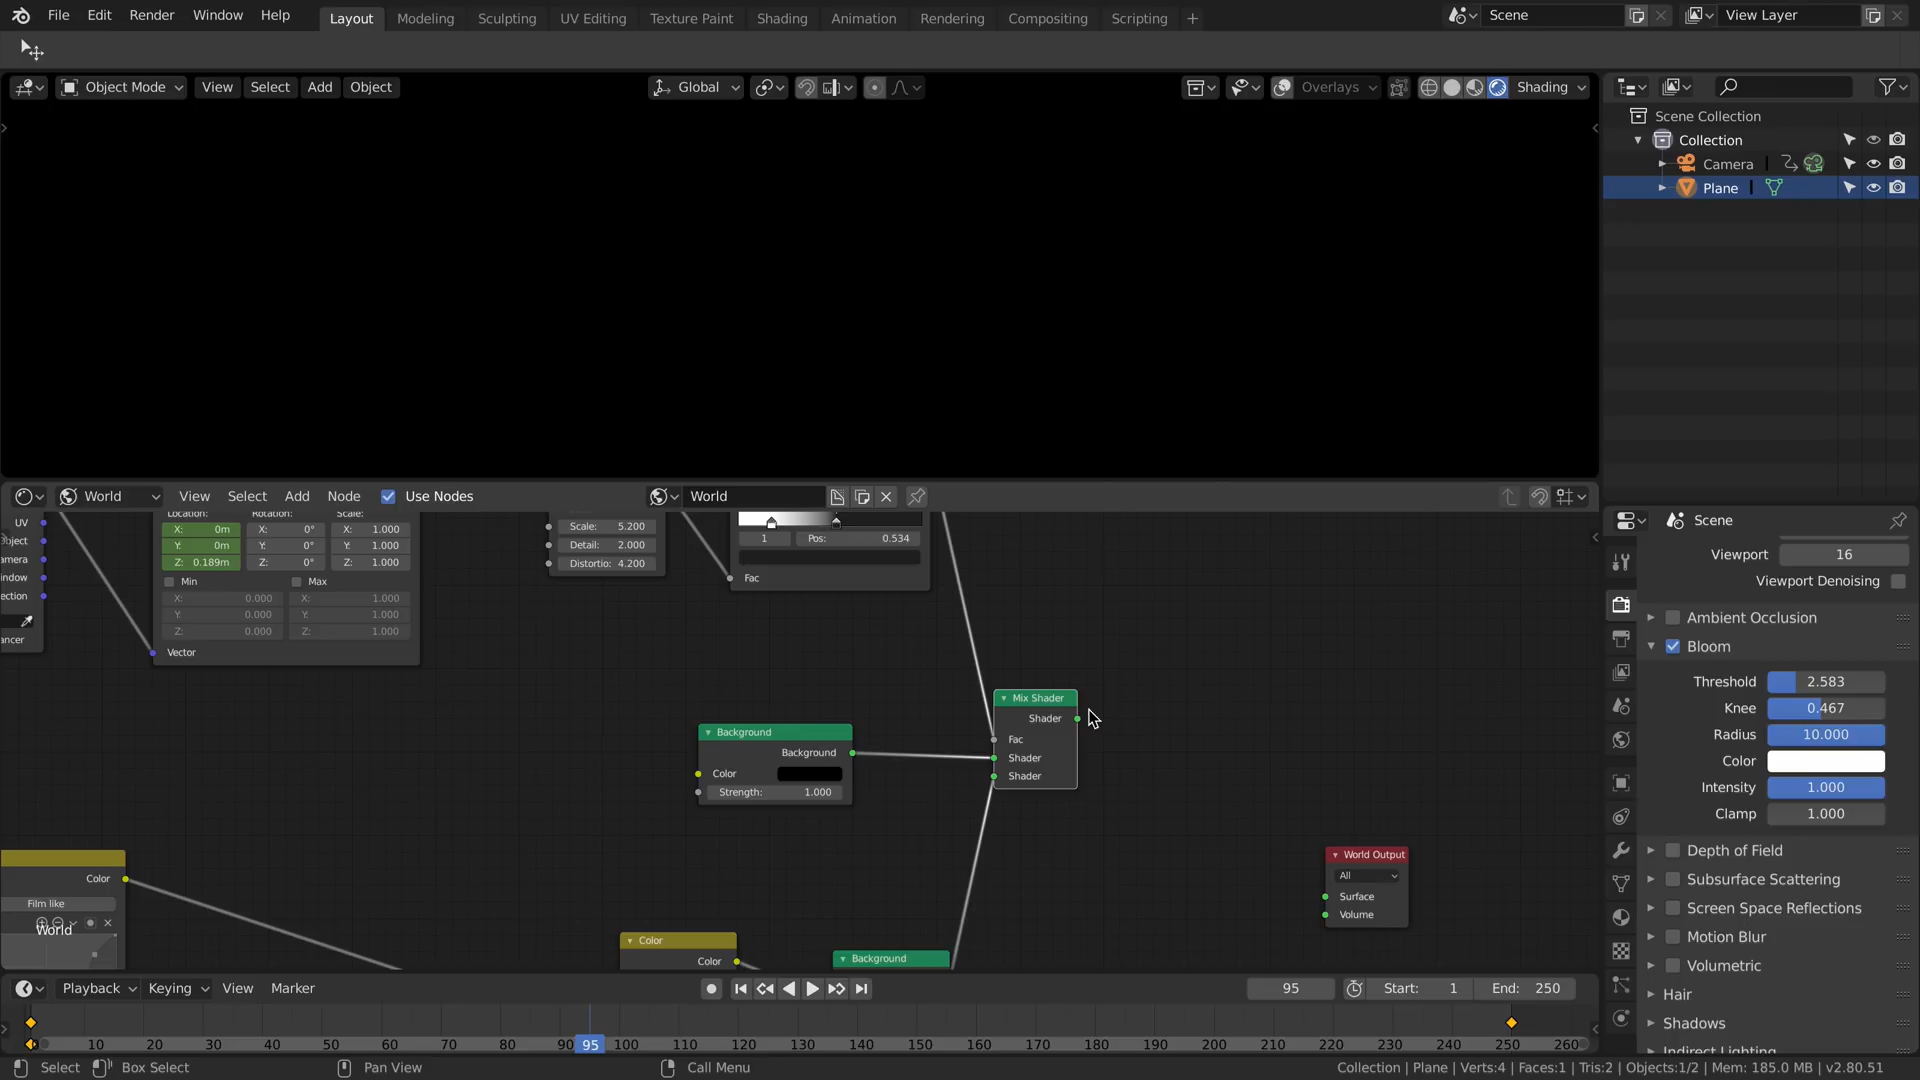 File Edit Render Window Help Layout Modeling Sculpting UV Editing Texture Paint Shading Animation Rendering Compositing Scripting + Scene View Layer
Object Mode View Select Add Object Global Overlays Shading
Scene Collection
Collection
Camera
Plane
World View Select Add Node Use Nodes World
Scene
Viewport 16
Viewport Denoising
Ambient Occlusion
Bloom
Threshold 2.583
Knee 0.467
Radius 10.000
Color
Intensity 1.000
Clamp 1.000
Depth of Field
Subsurface Scattering
Screen Space Reflections
Motion Blur
Volumetric
Hair
Shadows
Indirect Lighting
UV
Location: Rotation: Scale:
X: 0m X: 0° X: 1.000
Y: 0m Y: 0° Y: 1.000
Z: 0.189m Z: 0° Z: 1.000
Min Max
X: 0.000 X: 1.000
Y: 0.000 Y: 1.000
Z: 0.000 Z: 1.000
Vector
Scale: 5.200
Detail: 2.000
Distortio: 4.200
1 Pos: 0.534
Fac
Background
Background
Color
Strength: 1.000
Mix Shader
Shader
Fac
Shader
Shader
World Output
All
Surface
Volume
Color
Film like
World
Color
Color
Background
Playback Keying View Marker 95 Start: 1 End: 250
10 20 30 40 50 60 70 80 90 95 100 110 120 130 140 150 160 170 180 190 200 210 220 230 240 250 260
Select Box Select Pan View Call Menu Collection | Plane | Verts:4 | Faces:1 | Tris:2 | Objects:1/2 | Mem: 185.0 MB | v2.80.51